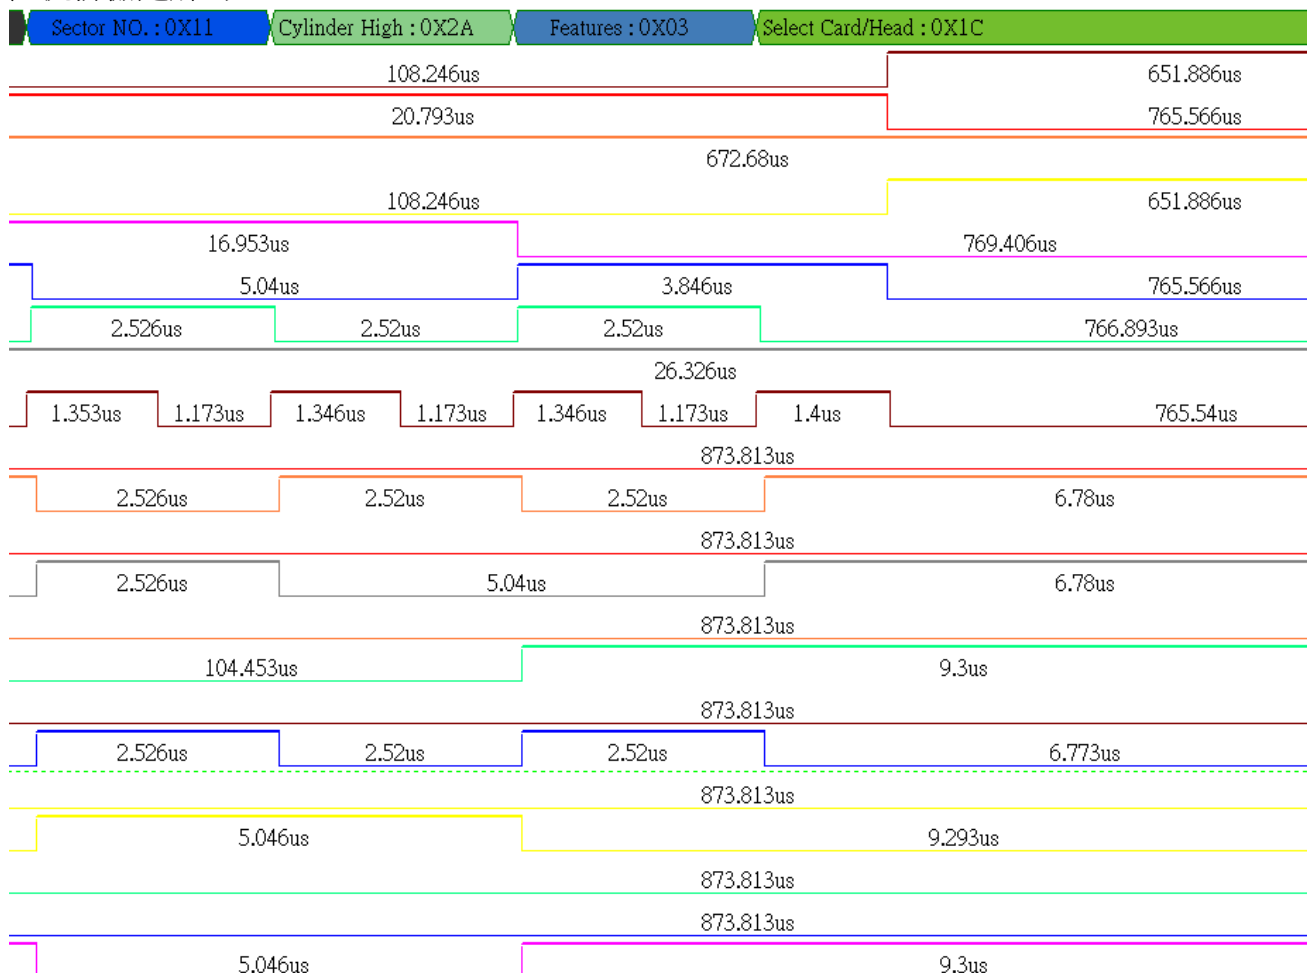 Sector NO. : 0X11 Cylinder High : 0X2A Features : 0X03 Select Card/Head : 0X1C
108.246us 651.886us
20.793us 765.566us
672.68us
108.246us 651.886us
16.953us 769.406us
5.04us 3.846us 765.566us
2.526us 2.52us 2.52us 766.893us
26.326us
1.353us 1.173us 1.346us 1.173us 1.346us 1.173us 1.4us 765.54us
873.813us
2.526us 2.52us 2.52us 6.78us
873.813us
2.526us 5.04us 6.78us
873.813us
104.453us 9.3us
873.813us
2.526us 2.52us 2.52us 6.773us
873.813us
5.046us 9.293us
873.813us
873.813us
5.046us 9.3us